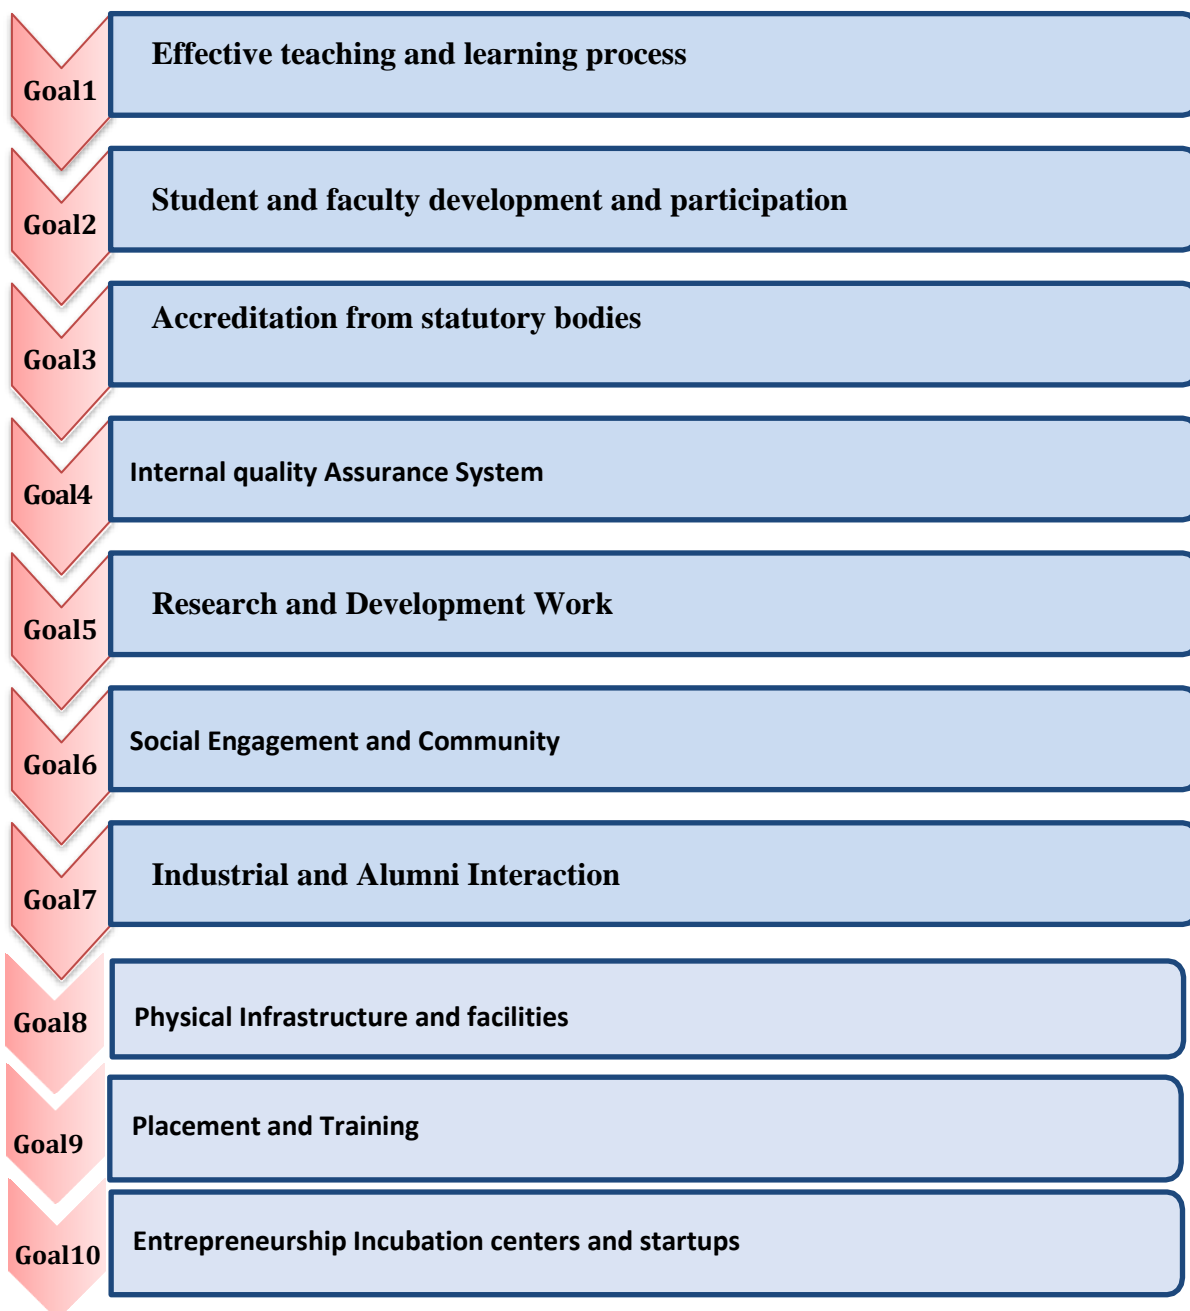 Effective teaching and learning process
Goal1
Student and faculty development and participation
Goal2
Accreditation from statutory bodies
Goal3
Internal quality Assurance System
Goal4
Research and Development Work
Goal5
Social Engagement and Community
Goal6
Industrial and Alumni Interaction
Goal7
Physical Infrastructure and facilities
Goal8
Placement and Training
Goal9
Entrepreneurship Incubation centers and startups
Goal10